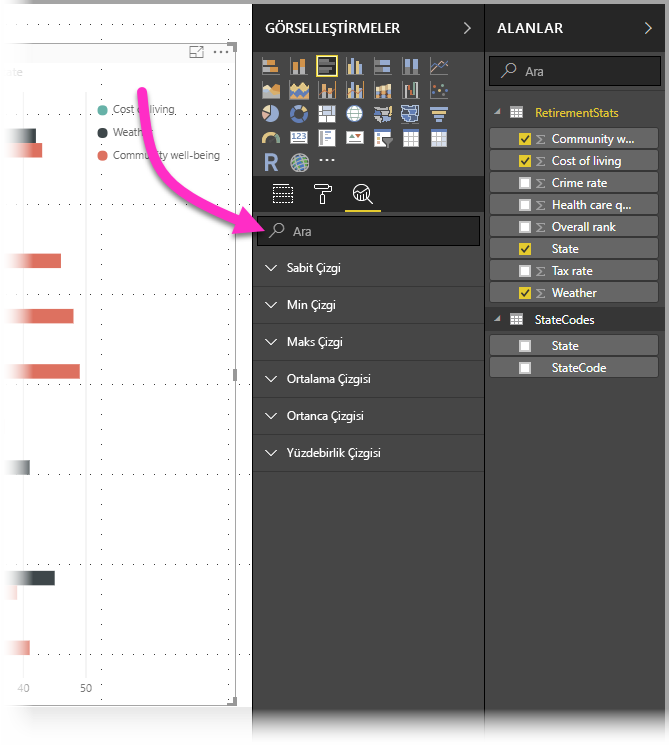 Cost of living
Weather
Community well-being
40
50
GÖRSELLEŞTİRMELER
123
R
Ara
Sabit Çizgi
Min Çizgi
Maks Çizgi
Ortalama Çizgisi
Ortanca Çizgisi
Yüzdebirlik Çizgisi
ALANLAR
Ara
RetirementStats
Community w...
Cost of living
Crime rate
Health care q...
Overall rank
State
Tax rate
Weather
StateCodes
State
StateCode